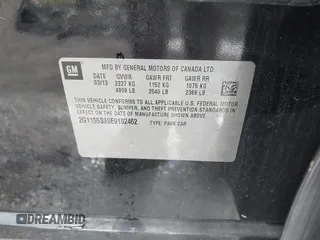 GM
MFD BY GENERAL MOTORS OF CANADA LTD.
DATE GVWR GAWR FRT GAWR RR
03/13 2227 KG 1152 KG 1075 KG
4909 LB 2540 LB 2369 LB
THIS VEHICLE CONFORMS TO ALL APPLICABLE U.S. FEDERAL MOTOR
VEHICLE SAFETY, BUMPER, AND THEFT PREVENTION STANDARDS
IN EFFECT ON THE DATE OF MANUFACTURE SHOWN ABOVE.
TYPE: PASS CAR
DREAMBID